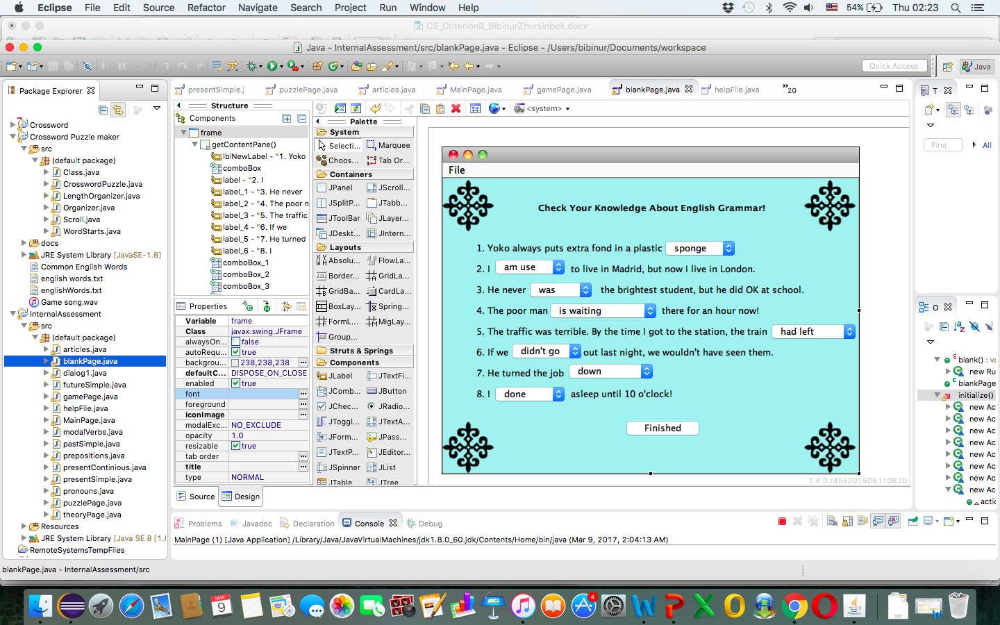 Eclipse File Edit Source Refactor Navigate Search Project Run Window Help 54% Thu 02:23
CS_CriterionB_BibinurZhursinbek.docx
Java - InternalAssessment/src/blankPage.java - Eclipse - /Users/bibinur/Documents/workspace
Quick Access Java
Package Explorer
Crossword
Crossword Puzzle maker
src
(default package)
Class.java
CrosswordPuzzle.java
LengthOrganizer.java
Organizer.java
Scroll.java
WordStarts.java
docs
JRE System Library [JavaSE-1.8]
Common English Words
english words.txt
englishWords.txt
Game song.wav
InternalAssessment
src
(default package)
articles.java
blankPage.java
dialog1.java
futureSimple.java
gamePage.java
helpFile.java
MainPage.java
modalVerbs.java
pastSimple.java
prepositions.java
presentContinious.java
presentSimple.java
pronouns.java
puzzlePage.java
theoryPage.java
Resources
JRE System Library [Java SE 8 [1.8
RemoteSystemsTempFiles
presentSimple.j puzzlePage.java articles.java MainPage.java gamePage.java blankPage.java helpFile.java »20
Structure
Components
frame
getContentPane()
lblNewLabel - "1. Yoko
comboBox
label - "2. I
label_1 - "3. He never
label_2 - "4. The poor m
label_3 - "5. The traffic
label_4 - "6. If we
label_5 - "7. He turned
label_6 - "8. I
comboBox_1
comboBox_2
comboBox_3
Properties
Variable frame
Class javax.swing.JFrame
alwaysOn... false
autoRequ... true
backgrou... 238,238,238
defaultC... DISPOSE_ON_CLOSE
enabled true
font
foreground
iconImage
modalExc... NO_EXCLUDE
opacity 1.0
resizable true
tab order
title
type NORMAL
<system>
Palette
System
Selecti... Marquee
Choos... Tab Or...
Containers
JPanel JScroll...
JSplitP... JTabb...
JToolBar JLayer...
JDeskt... JIntern...
Layouts
Absolu... FlowLa...
Border... GridLa...
GridBa... CardLa...
BoxLay... Spring...
FormL... MigLay...
Group...
Struts & Springs
Components
JLabel JTextFi...
JComb... JButton
JChec... JRadio...
JToggl... JTextA...
JForm... JPass...
JTextP... JEditor...
JSpinner JList
JTable JTree
File
Check Your Knowledge About English Grammar!
1. Yoko always puts extra fond in a plastic sponge
2. I am use to live in Madrid, but now I live in London.
3. He never was the brightest student, but he did OK at school.
4. The poor man is waiting there for an hour now!
5. The traffic was terrible. By the time I got to the station, the train had left
6. If we didn't go out last night, we wouldn't have seen them.
7. He turned the job down
8. I done asleep until 10 o'clock!
Finished
1.8.0.r45x201506110820
Source Design
T
Find All
O
blank() : vo
new Ru
blankPage
initialize()
new Ac
new Ac
new Ac
new Ac
new Ac
new Ac
new Ac
new Ac
actic
Problems Javadoc Declaration Console Debug
MainPage (1) [Java Application] /Library/Java/JavaVirtualMachines/jdk1.8.0_60.jdk/Contents/Home/bin/java (Mar 9, 2017, 2:04:13 AM)
blankPage.java - InternalAssessment/src
MAR
9
4
DOC